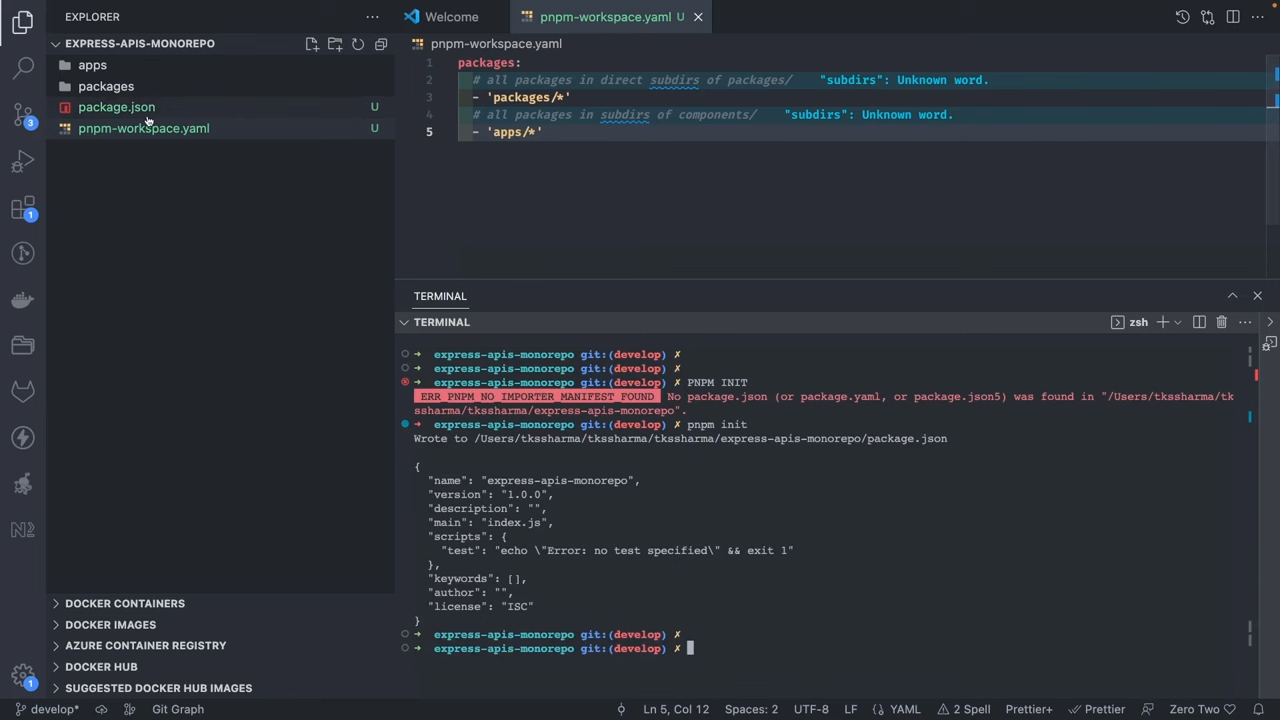 EXPLORER
EXPRESS-APIS-MONOREPO
apps
packages
package.json U
pnpm-workspace.yaml U
3
1
N2
1
DOCKER CONTAINERS
DOCKER IMAGES
AZURE CONTAINER REGISTRY
DOCKER HUB
SUGGESTED DOCKER HUB IMAGES
Welcome
pnpm-workspace.yaml U
pnpm-workspace.yaml
1 packages:
2 # all packages in direct subdirs of packages/ "subdirs": Unknown word.
3 - 'packages/*'
4 # all packages in subdirs of components/ "subdirs": Unknown word.
5 - 'apps/*'
TERMINAL
TERMINAL
zsh
express-apis-monorepo git:(develop) ✗
express-apis-monorepo git:(develop) ✗
express-apis-monorepo git:(develop) ✗ PNPM INIT
ERR_PNPM_NO_IMPORTER_MANIFEST_FOUND No package.json (or package.yaml, or package.json5) was found in "/Users/tk
ssharma/tkssharma/express-apis-monorepo".
express-apis-monorepo git:(develop) ✗ pnpm init
Wrote to /Users/tkssharma/tkssharma/tkssharma/express-apis-monorepo/package.json
{
"name": "express-apis-monorepo",
"version": "1.0.0",
"description": "",
"main": "index.js",
"scripts": {
"test": "echo \"Error: no test specified\" && exit 1"
},
"keywords": [],
"author": "",
"license": "ISC"
}
express-apis-monorepo git:(develop) ✗
express-apis-monorepo git:(develop) ✗
develop* Git Graph Ln 5, Col 12 Spaces: 2 UTF-8 LF {} YAML 2 Spell Prettier+ Prettier Zero Two